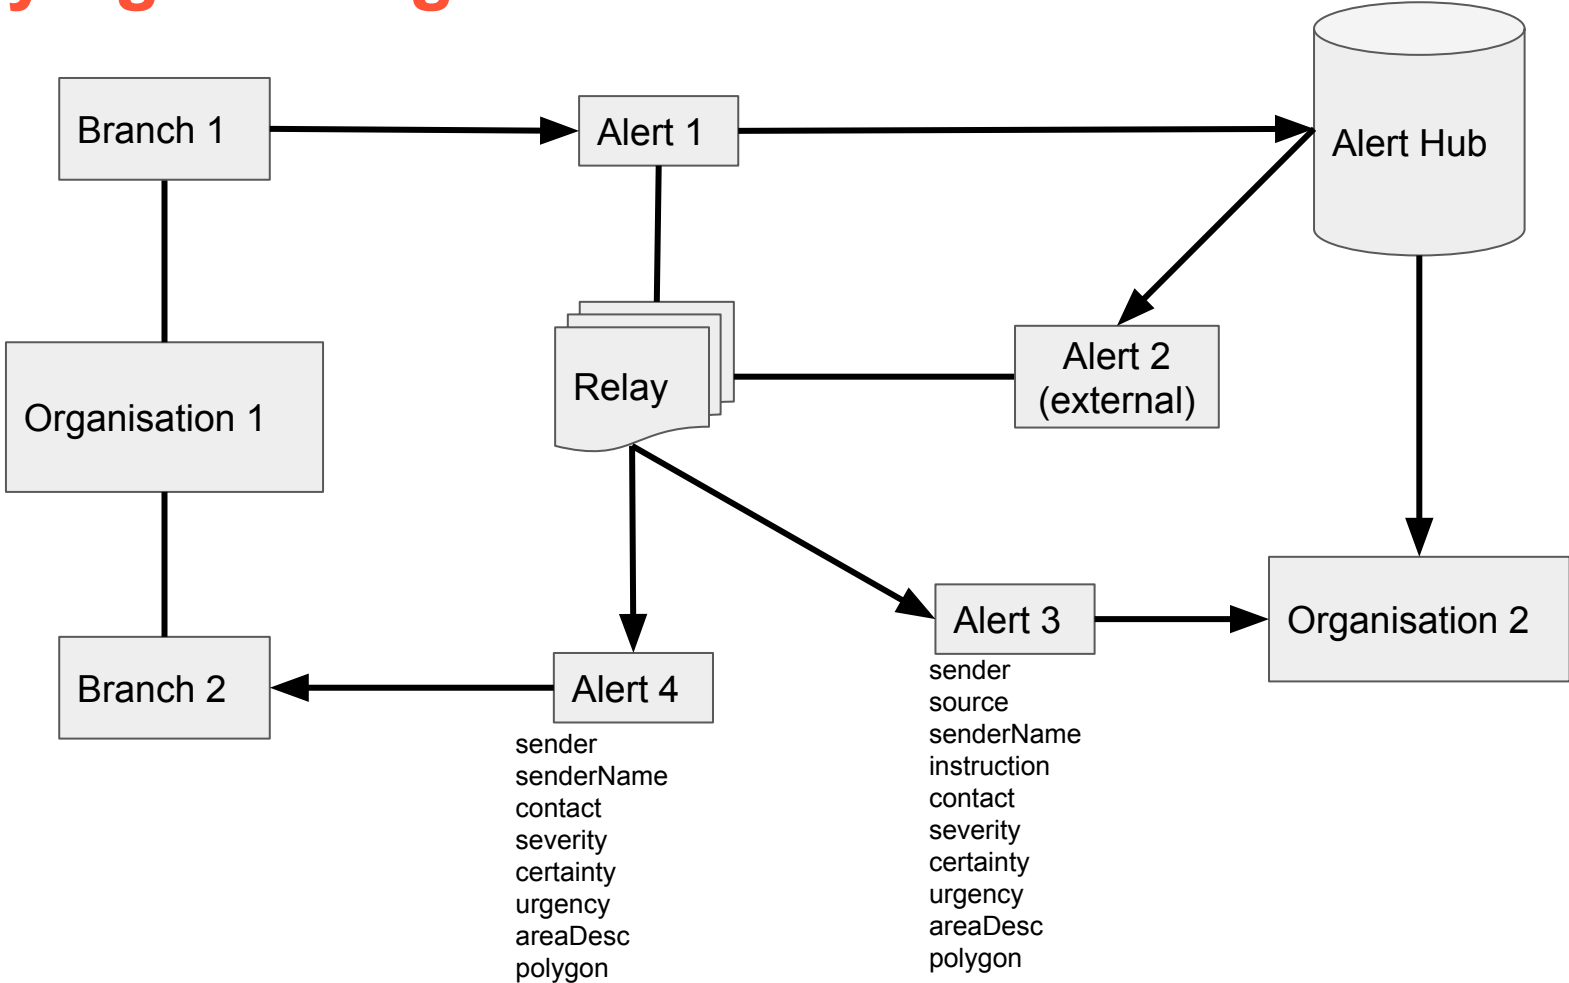 Branch 1
Alert 1
Alert Hub
Alert 2
(external)
Relay
Organisation 1
Alert 3
Organisation 2
sender
source
senderName
instruction
contact
severity
certainty
urgency
areaDesc
polygon
Branch 2
Alert 4
sender
senderName
contact
severity
certainty
urgency
areaDesc
polygon